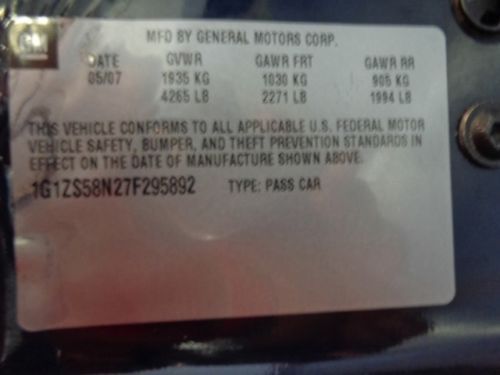 GM
MFD BY GENERAL MOTORS CORP.
DATE GVWR GAWR FRT GAWR RR
05/07 1935 KG 1030 KG 905 KG
4265 LB 2271 LB 1994 LB
THIS VEHICLE CONFORMS TO ALL APPLICABLE U.S. FEDERAL MOTOR
VEHICLE SAFETY, BUMPER, AND THEFT PREVENTION STANDARDS IN
EFFECT ON THE DATE OF MANUFACTURE SHOWN ABOVE.
1G1ZS58N27F295892 TYPE: PASS CAR